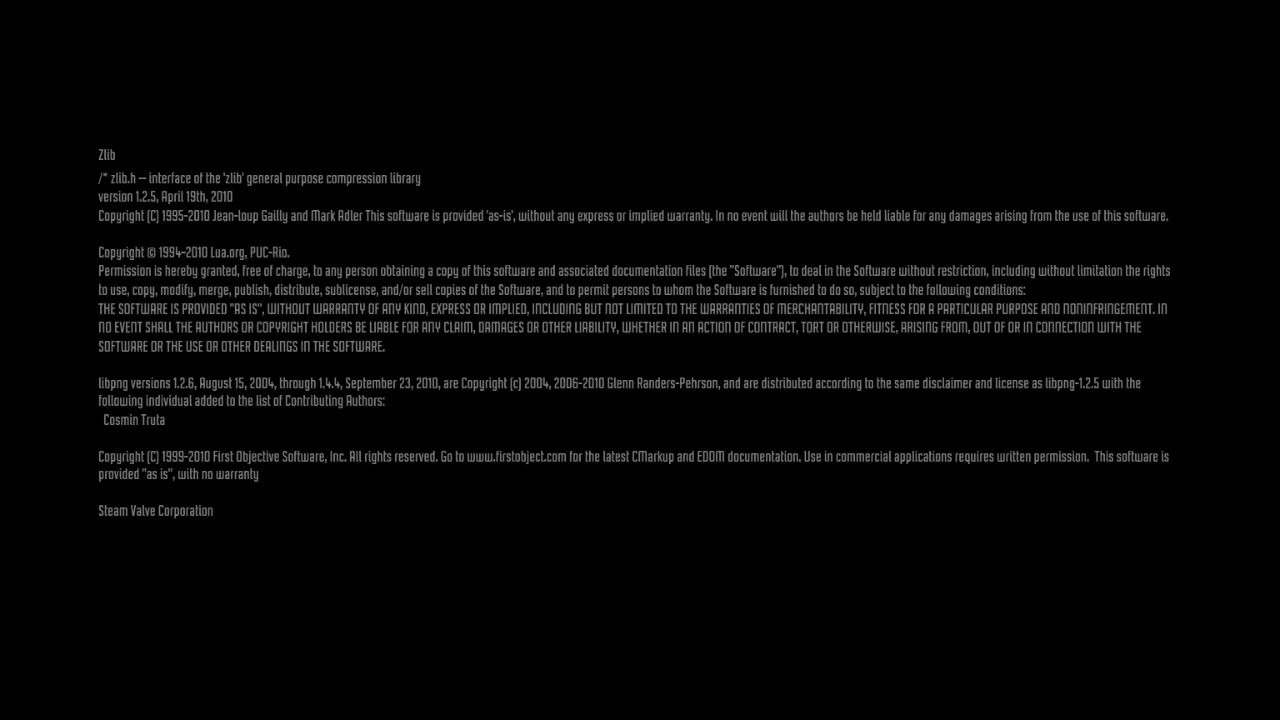 Zlib
/* zlib.h -- interface of the 'zlib' general purpose compression library
version 1.2.5, April 19th, 2010
Copyright (C) 1995-2010 Jean-loup Gailly and Mark Adler This software is provided 'as-is', without any express or implied warranty. In no event will the authors be held liable for any damages arising from the use of this software.
Copyright © 1994-2010 Lua.org, PUC-Rio.
Permission is hereby granted, free of charge, to any person obtaining a copy of this software and associated documentation files (the "Software"), to deal in the Software without restriction, including without limitation the rights
to use, copy, modify, merge, publish, distribute, sublicense, and/or sell copies of the Software, and to permit persons to whom the Software is furnished to do so, subject to the following conditions:
THE SOFTWARE IS PROVIDED "AS IS", WITHOUT WARRANTY OF ANY KIND, EXPRESS OR IMPLIED, INCLUDING BUT NOT LIMITED TO THE WARRANTIES OF MERCHANTABILITY, FITNESS FOR A PARTICULAR PURPOSE AND NONINFRINGEMENT. IN
NO EVENT SHALL THE AUTHORS OR COPYRIGHT HOLDERS BE LIABLE FOR ANY CLAIM, DAMAGES OR OTHER LIABILITY, WHETHER IN AN ACTION OF CONTRACT, TORT OR OTHERWISE, ARISING FROM, OUT OF OR IN CONNECTION WITH THE
SOFTWARE OR THE USE OR OTHER DEALINGS IN THE SOFTWARE.
libpng versions 1.2.6, August 15, 2004, through 1.4.4, September 23, 2010, are Copyright (c) 2004, 2006-2010 Glenn Randers-Pehrson, and are distributed according to the same disclaimer and license as libpng-1.2.5 with the
following individual added to the list of Contributing Authors:
Cosmin Truta
Copyright (C) 1999-2010 First Objective Software, Inc. All rights reserved. Go to www.firstobject.com for the latest CMarkup and EDOM documentation. Use in commercial applications requires written permission. This software is
provided "as is", with no warranty
Steam Valve Corporation